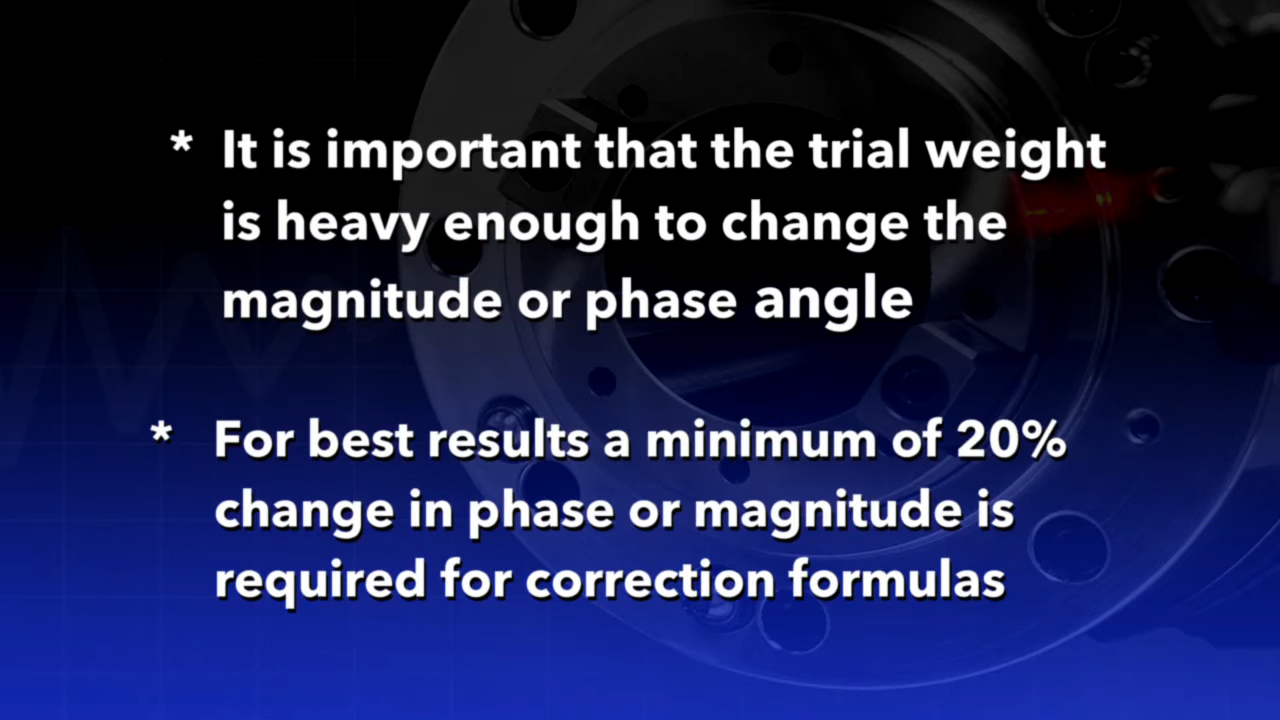 * It is important that the trial weight
is heavy enough to change the
magnitude or phase angle
* For best results a minimum of 20%
change in phase or magnitude is
required for correction formulas